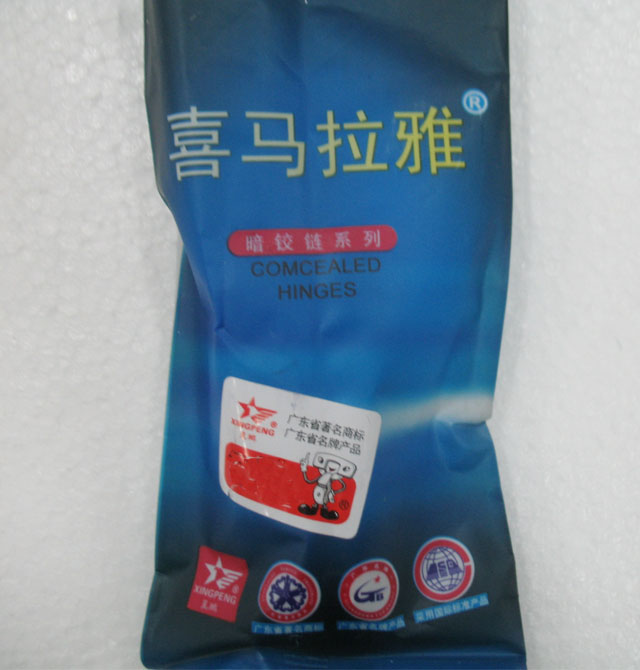 喜马拉雅®
暗铰链系列
COMCEALED
HINGES
XINGPENG
广东省著名商标
广东省名牌产品
®
XINGPENG
广东省著名商标
广东省名牌产品
采用国际标准产品